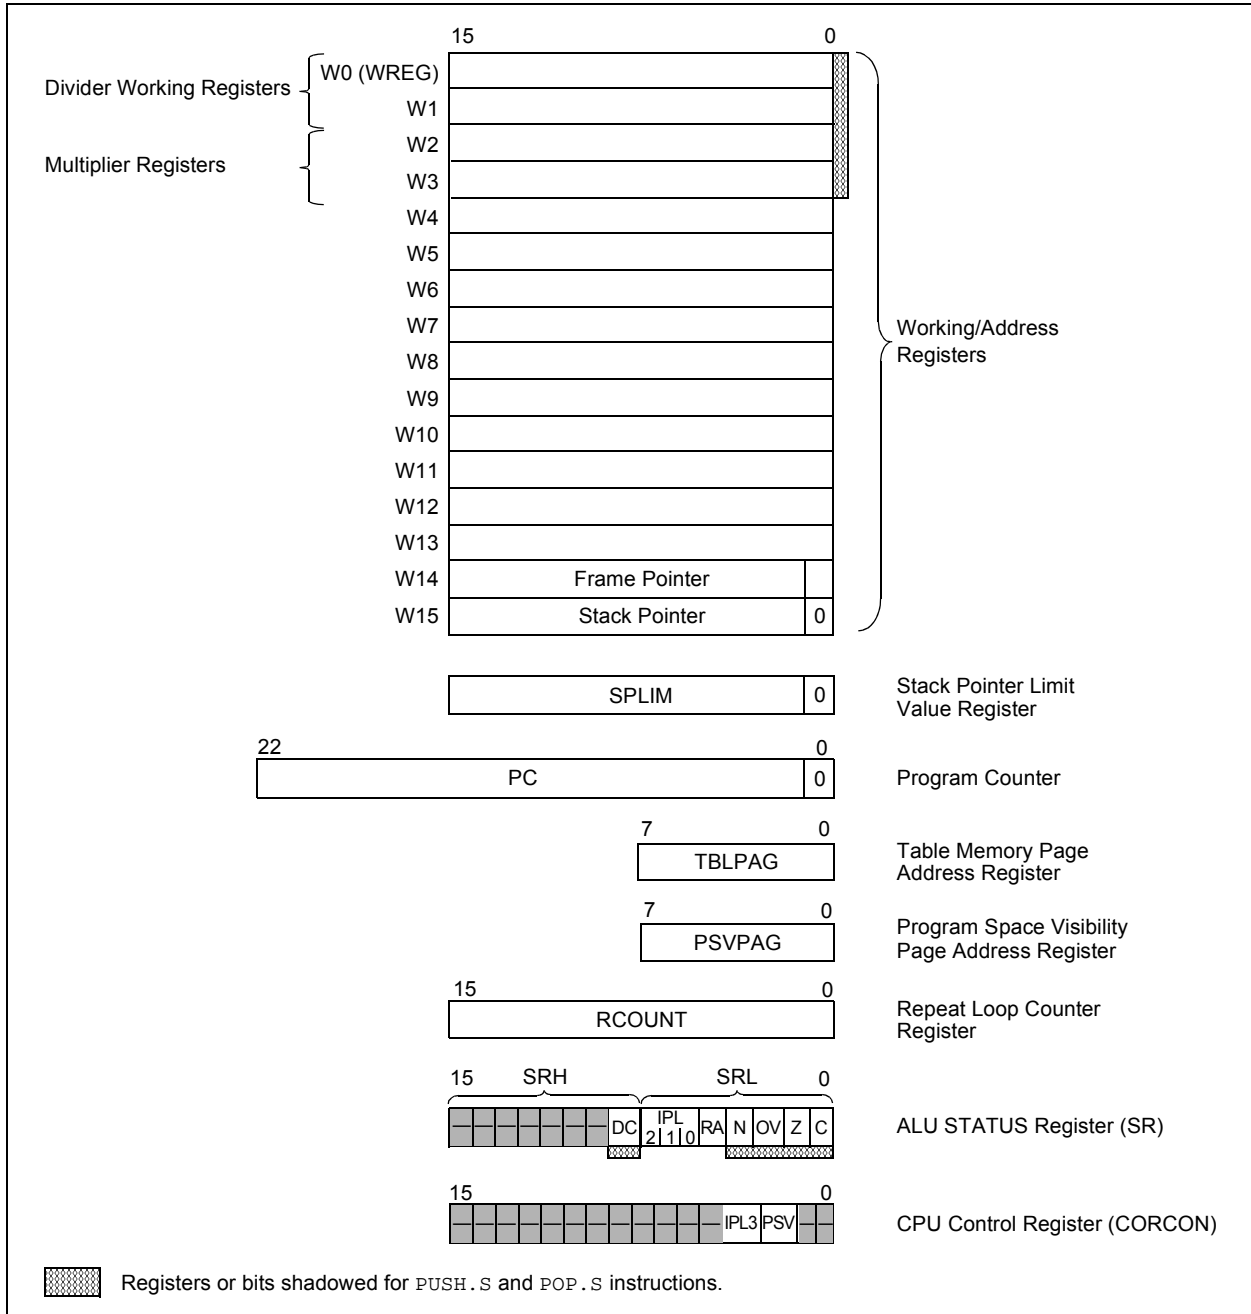 15 0
Divider Working Registers
W0 (WREG)
W1
Multiplier Registers
W2
W3
W4
W5
W6
W7
Working/Address
Registers
W8
W9
W10
W11
W12
W13
W14 Frame Pointer
W15 Stack Pointer 0
SPLIM 0
Stack Pointer Limit
Value Register
22 0
PC 0 Program Counter
7 0
TBLPAG
Table Memory Page
Address Register
7 0
PSVPAG
Program Space Visibility
Page Address Register
15 0
RCOUNT
Repeat Loop Counter
Register
15 SRH SRL 0
— — — — — — — DC IPL 2 1 0 RA N OV Z C ALU STATUS Register (SR)
15 0
— — — — — — — — — — — — IPL3 PSV — — CPU Control Register (CORCON)
Registers or bits shadowed for PUSH.S and POP.S instructions.